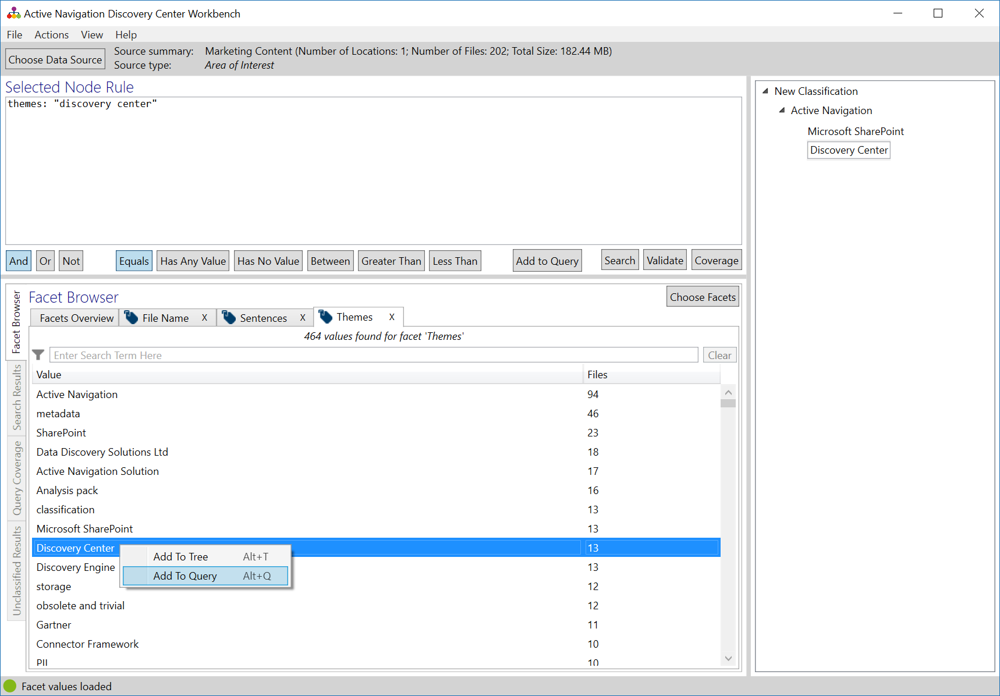 Active Navigation Discovery Center Workbench
File Actions View Help
Choose Data Source
Source summary: Marketing Content (Number of Locations: 1; Number of Files: 202; Total Size: 182.44 MB)
Source type: Area of Interest
Selected Node Rule
themes: "discovery center"
And Or Not Equals Has Any Value Has No Value Between Greater Than Less Than Add to Query Search Validate Coverage
New Classification
Active Navigation
Microsoft SharePoint
Discovery Center
Facet Browser
Search Results
Query Coverage
Unclassified Results
Facet Browser
Choose Facets
Facets Overview File Name X Sentences X Themes X
464 values found for facet 'Themes'
Enter Search Term Here Clear
Value Files
Active Navigation 94
metadata 46
SharePoint 23
Data Discovery Solutions Ltd 18
Active Navigation Solution 17
Analysis pack 16
classification 13
Microsoft SharePoint 13
Discovery Center 13
Add To Tree Alt+T
Add To Query Alt+Q
Discovery Engine 13
storage 12
obsolete and trivial 12
Gartner 11
Connector Framework 10
PII 10
Facet values loaded